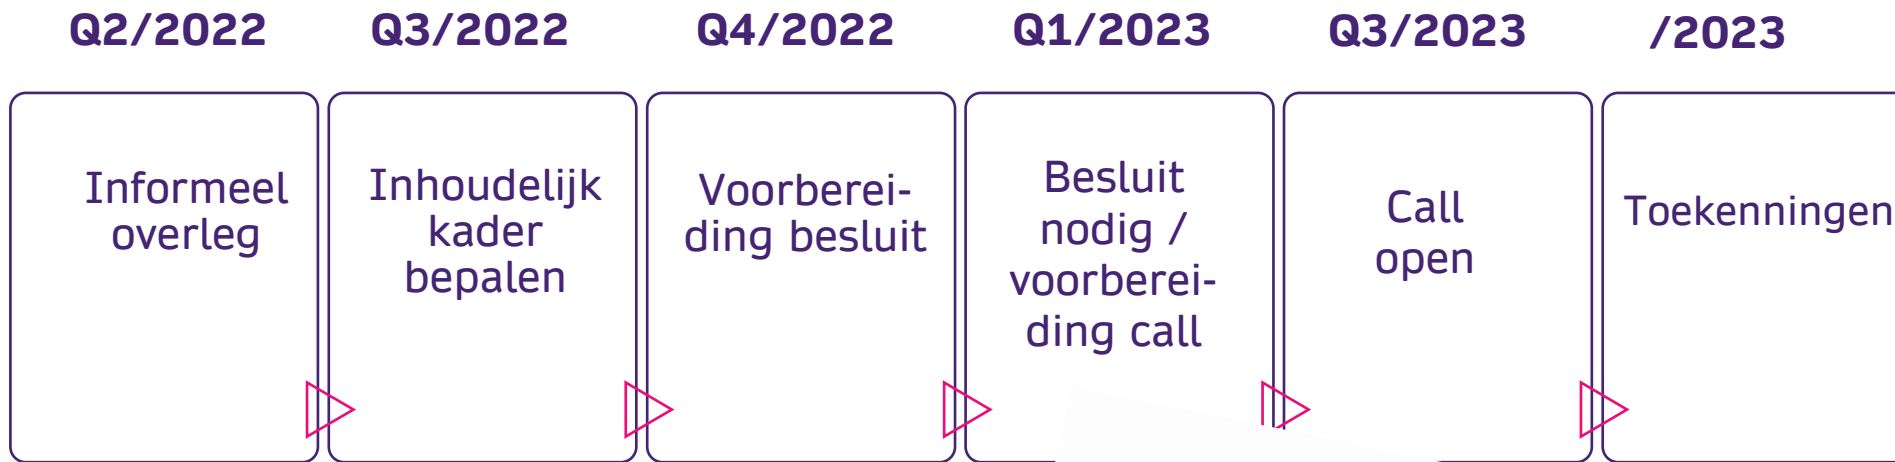 Q2/2022
Q3/2022
Q4/2022
Q1/2023
Q3/2023
/2023
Informeel
overleg
Inhoudelijk
kader
bepalen
Voorberei-
ding besluit
Besluit
nodig /
voorberei-
ding call
Call
open
Toekenningen